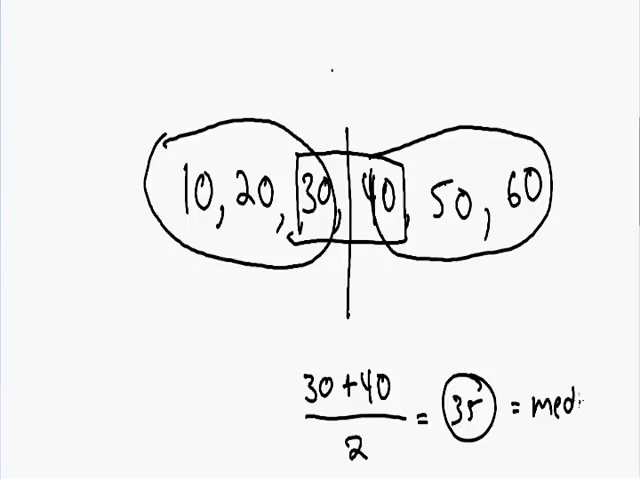 10, 20, 30, 40, 50, 60
30 + 40
2
= 35 = med